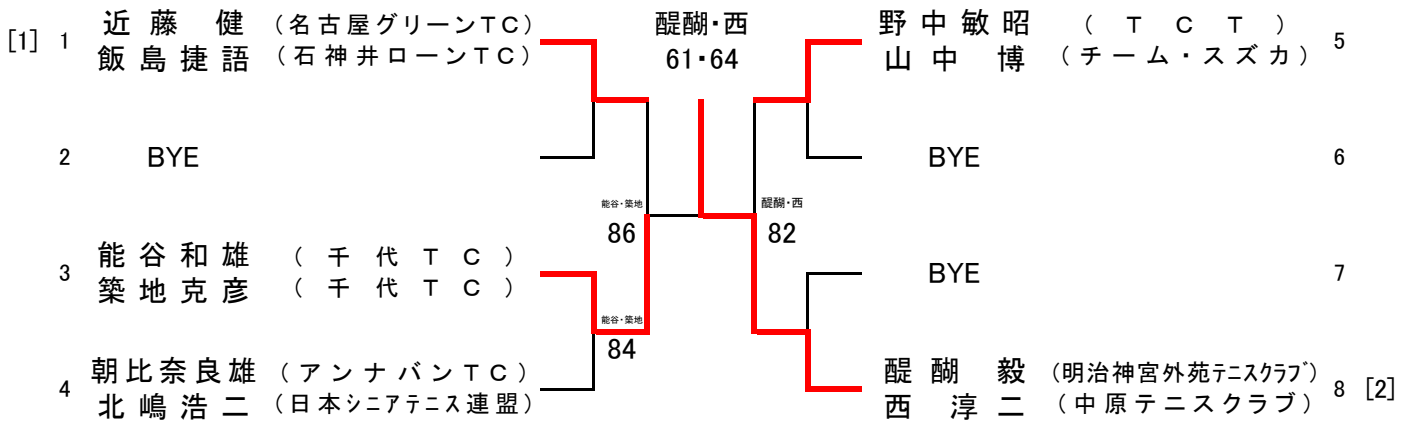 [1] 1 近藤 健 (名古屋グリーンTC)
飯島捷語 (石神井ローンTC)
2 BYE
3 能谷和雄 (千代TC)
築地克彦 (千代TC)
4 朝比奈良雄 (アンナバンTC)
北嶋浩二 (日本シニアテニス連盟)
能谷・築地
86
能谷・築地
84
醍醐・西
61・64
醍醐・西
82
野中敏昭 (TCT) 5
山中 博 (チーム・スズカ)
BYE 6
BYE 7
醍醐 毅 (明治神宮外苑テニスクラブ) 8 [2]
西 淳二 (中原テニスクラブ)